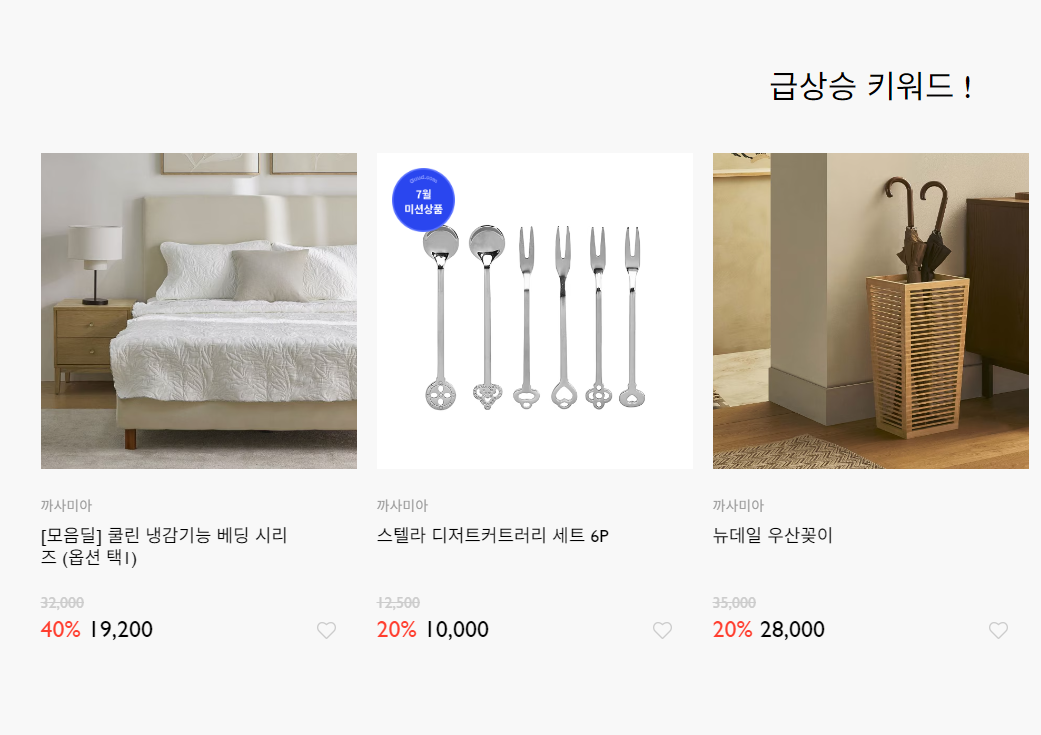 급상승 키워드 !
7월
미션상품
까사미아
[모음딜] 쿨린 냉감기능 베딩 시리
즈 (옵션 택1)
32,000
40% 19,200
까사미아
스텔라 디저트커트러리 세트 6P
12,500
20% 10,000
까사미아
뉴데일 우산꽂이
35,000
20% 28,000